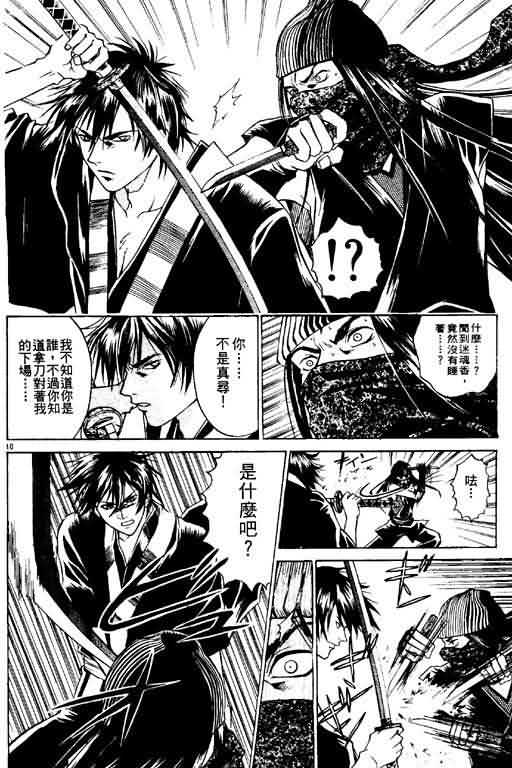 ！？
什麼……？
聞到迷魂香，
竟然沒有睡
著……？
你……
不是真尋！
我不知道你是
誰，不過你知
道拿刀對著我
的下場……
16
呿…
是什麼吧？